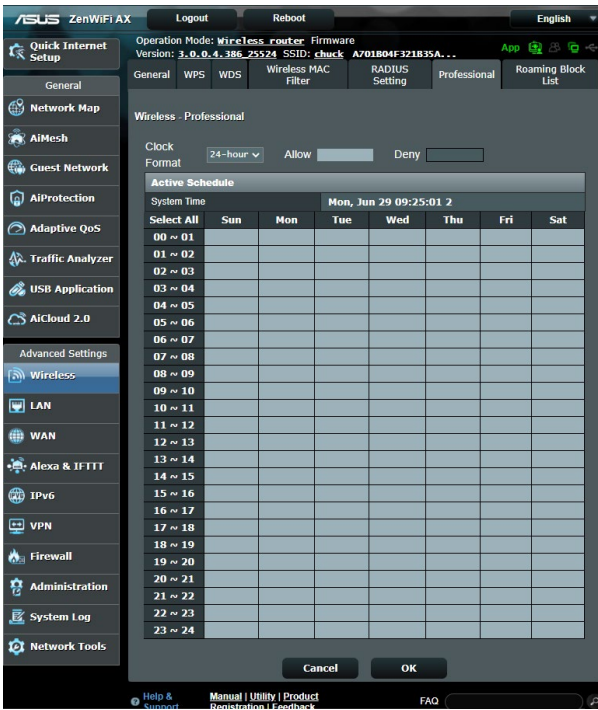 /SUS ZenWiFi AX Logout Reboot English
Quick Internet
Setup
General
Network Map
AiMesh
Guest Network
AiProtection
Adaptive QoS
Traffic Analyzer
USB Application
AiCloud 2.0
Advanced Settings
Wireless
LAN
WAN
Alexa & IFTTT
IPv6
VPN
Firewall
Administration
System Log
Network Tools
Operation Mode: Wireless router Firmware
Version: 3.0.0.4.386_25524 SSID: chuck A701B04F321B35A...
App
General WPS WDS Wireless MAC Filter RADIUS Setting Professional Roaming Block List
Wireless - Professional
Clock Format 24-hour Allow Deny
Active Schedule
System Time Mon, Jun 29 09:25:01 2
Select All Sun Mon Tue Wed Thu Fri Sat
00 ~ 01
01 ~ 02
02 ~ 03
03 ~ 04
04 ~ 05
05 ~ 06
06 ~ 07
07 ~ 08
08 ~ 09
09 ~ 10
10 ~ 11
11 ~ 12
12 ~ 13
13 ~ 14
14 ~ 15
15 ~ 16
16 ~ 17
17 ~ 18
18 ~ 19
19 ~ 20
20 ~ 21
21 ~ 22
22 ~ 23
23 ~ 24
Cancel OK
Help &
Support
Manual | Utility | Product
Registration | Feedback
FAQ